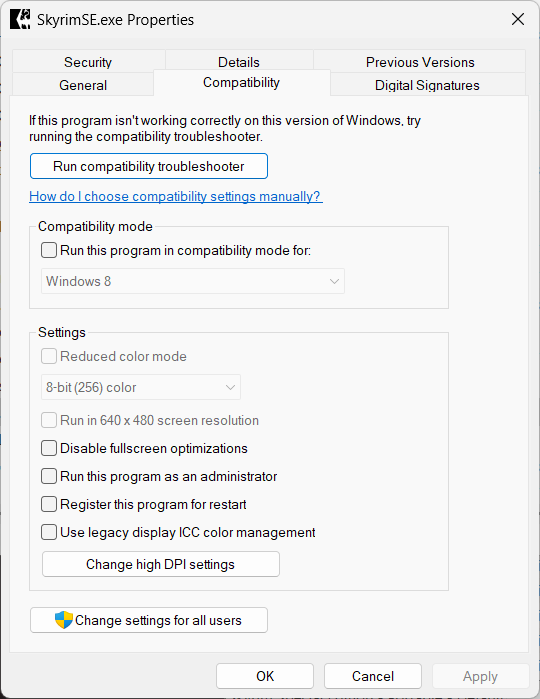 SkyrimSE.exe Properties
Security
Details
Previous Versions
General
Compatibility
Digital Signatures
If this program isn't working correctly on this version of Windows, try
running the compatibility troubleshooter.
Run compatibility troubleshooter
How do I choose compatibility settings manually?
Compatibility mode
Run this program in compatibility mode for:
Windows 8
Settings
Reduced color mode
8-bit (256) color
Run in 640 x 480 screen resolution
Disable fullscreen optimizations
Run this program as an administrator
Register this program for restart
Use legacy display ICC color management
Change high DPI settings
Change settings for all users
OK
Cancel
Apply